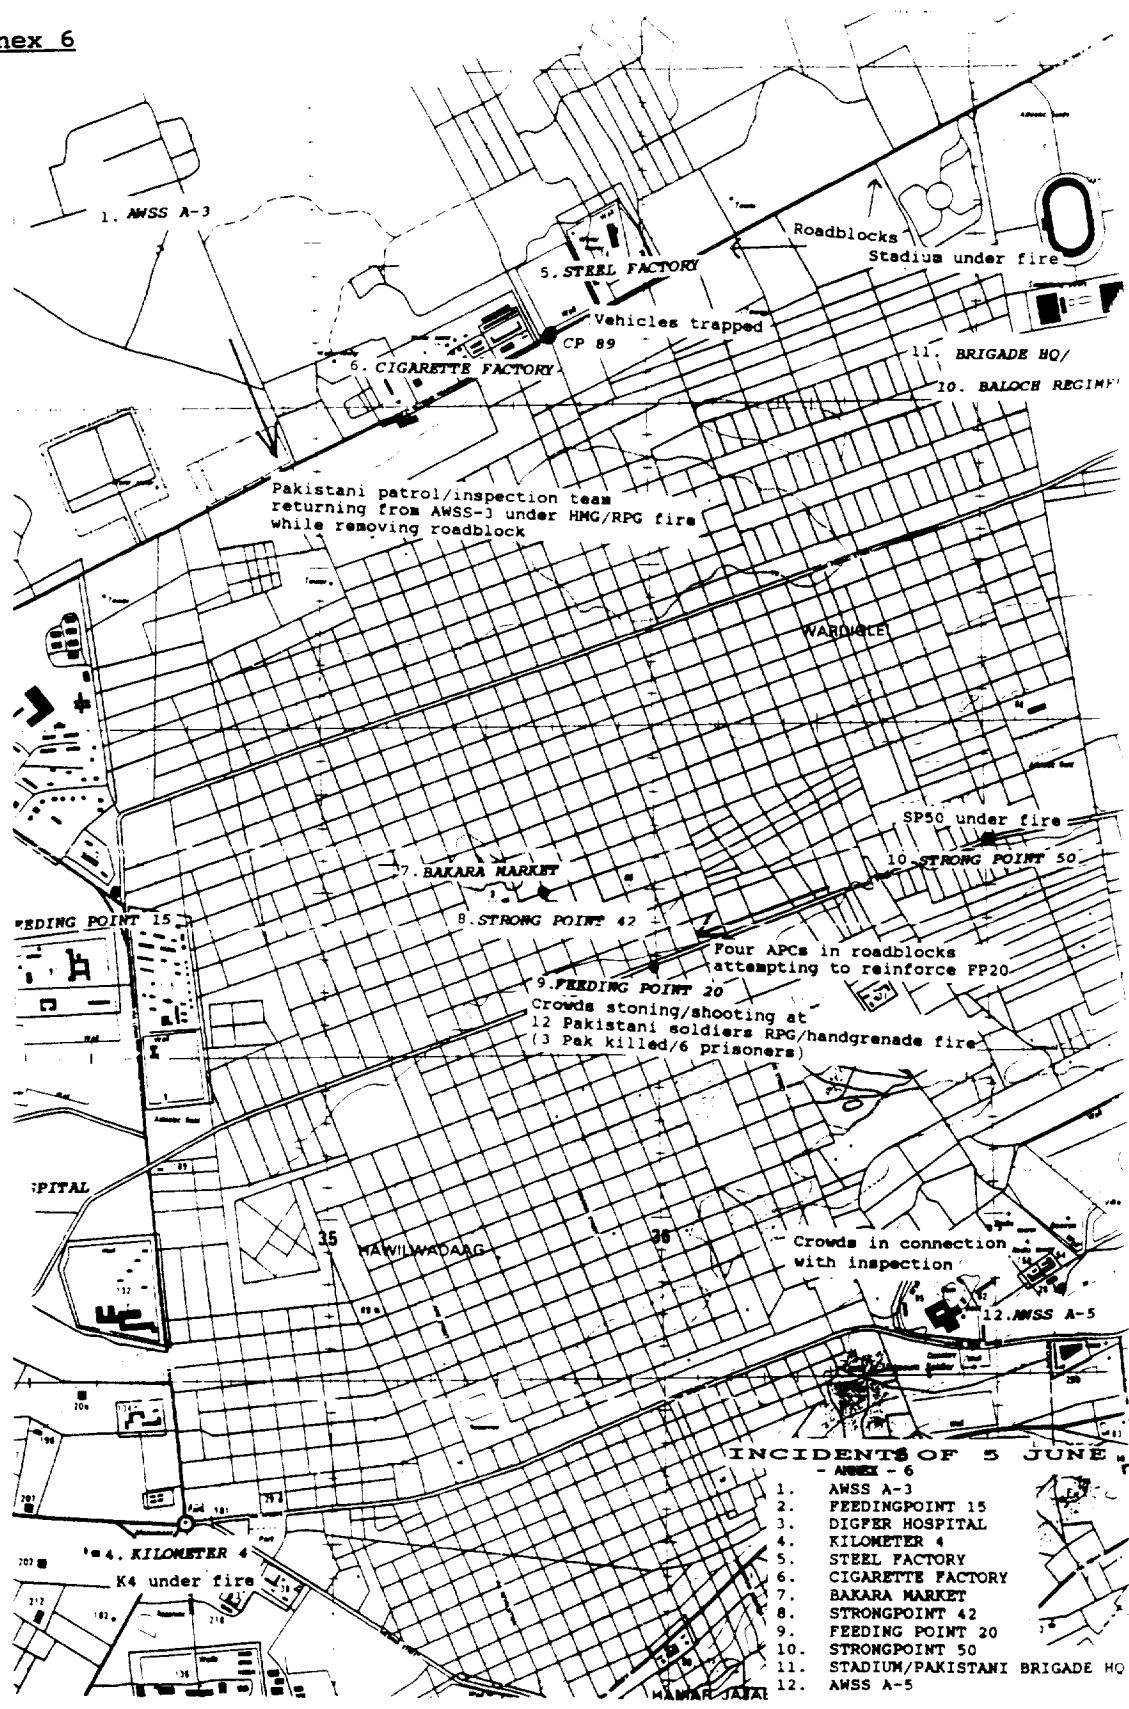 nex 6
1. AWSS A-3
Roadblocks
Stadium under fire
5. STEEL FACTORY
Vehicles trapped
CP 89
6. CIGARETTE FACTORY
11. BRIGADE HQ/
10. BALOCH REGIME
Pakistani patrol/inspection team
returning from AWSS-3 under HMG/RPG fire
while removing roadblock
Tower
Tower
Tower
WARDIGLEI
SP50 under fire
10. STRONG POINT 50
7. BAKARA MARKET
8. STRONG POINT 42
EEDING POINT 15
Four APCs in roadblocks
attempting to reinforce FP20
9. FEEDING POINT 20
Crowds stoning/shooting at
12 Pakistani soldiers RPG/handgrenade fire
(3 Pak killed/6 prisoners)
SPITAL
35
HAWILWADAAG
36
Crowds in connection
with inspection
12. AWSS A-5
4. KILOMETER 4
K4 under fire
INCIDENTS OF 5 JUNE
- ANNEX - 6
1. AWSS A-3
2. FEEDINGPOINT 15
3. DIGFER HOSPITAL
4. KILOMETER 4
5. STEEL FACTORY
6. CIGARETTE FACTORY
7. BAKARA MARKET
8. STRONGPOINT 42
9. FEEDING POINT 20
10. STRONGPOINT 50
11. STADIUM/PAKISTANI BRIGADE HQ
12. AWSS A-5